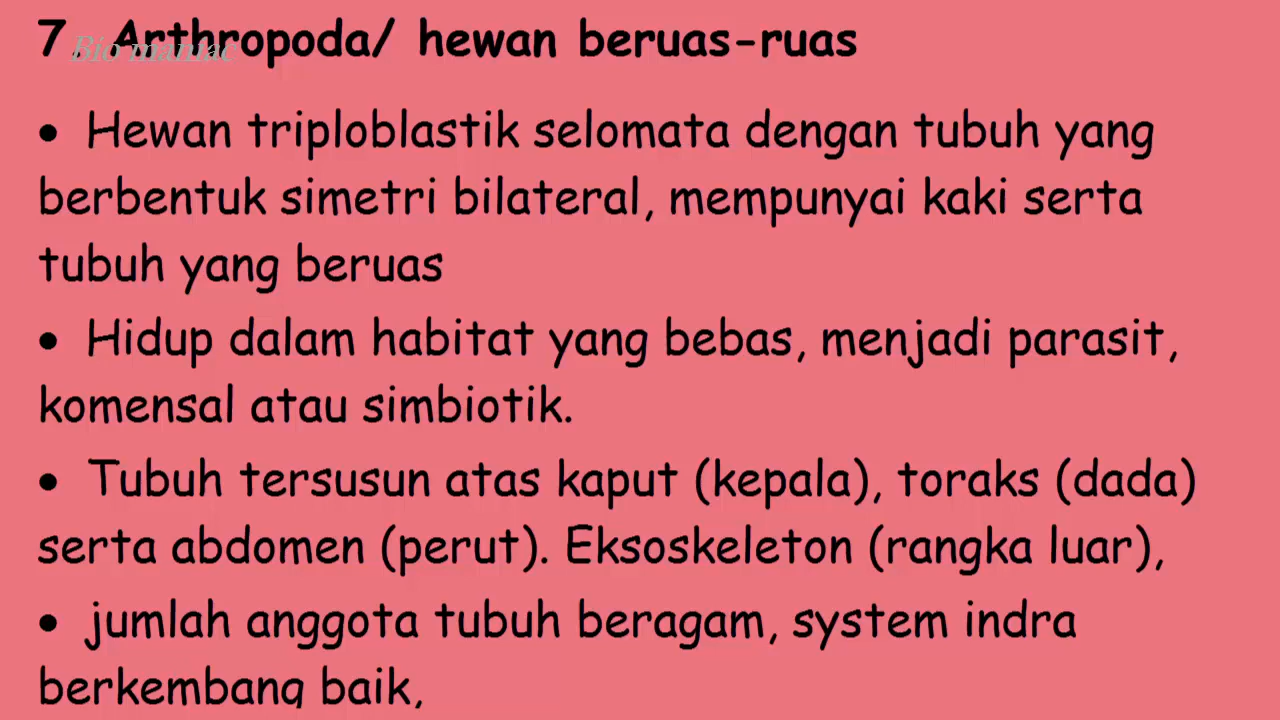 7. Arthropoda/ hewan beruas-ruas
Bio maniac
• Hewan triploblastik selomata dengan tubuh yang
berbentuk simetri bilateral, mempunyai kaki serta
tubuh yang beruas
• Hidup dalam habitat yang bebas, menjadi parasit,
komensal atau simbiotik.
• Tubuh tersusun atas kaput (kepala), toraks (dada)
serta abdomen (perut). Eksoskeleton (rangka luar),
• jumlah anggota tubuh beragam, system indra
berkembang baik,